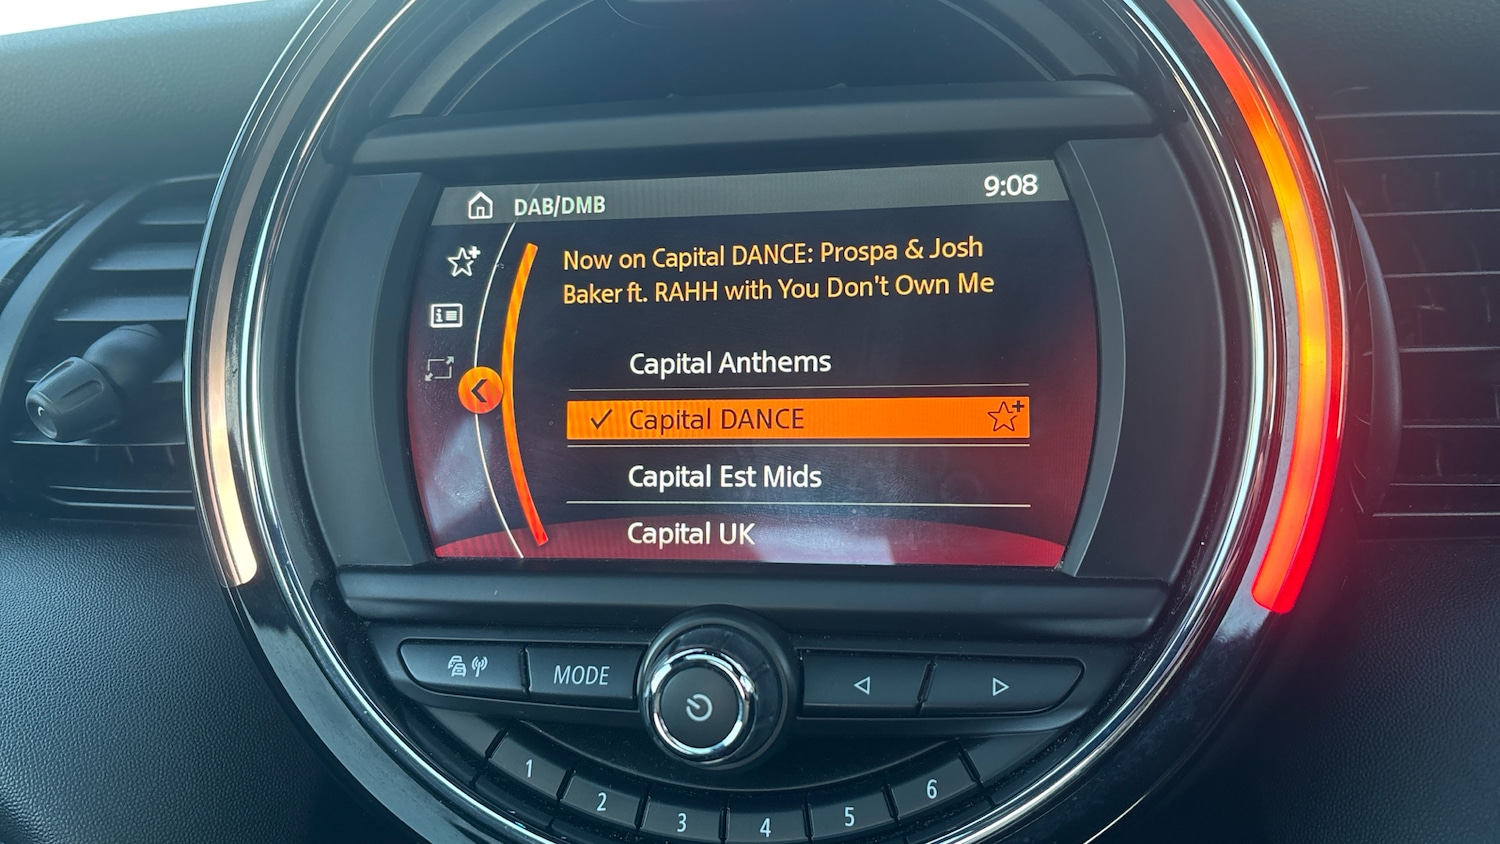 DAB/DMB
9:08
Now on Capital DANCE: Prospa & Josh
Baker ft. RAHH with You Don't Own Me
Capital Anthems
Capital DANCE
Capital Est Mids
Capital UK
MODE
1
2
3
4
5
6